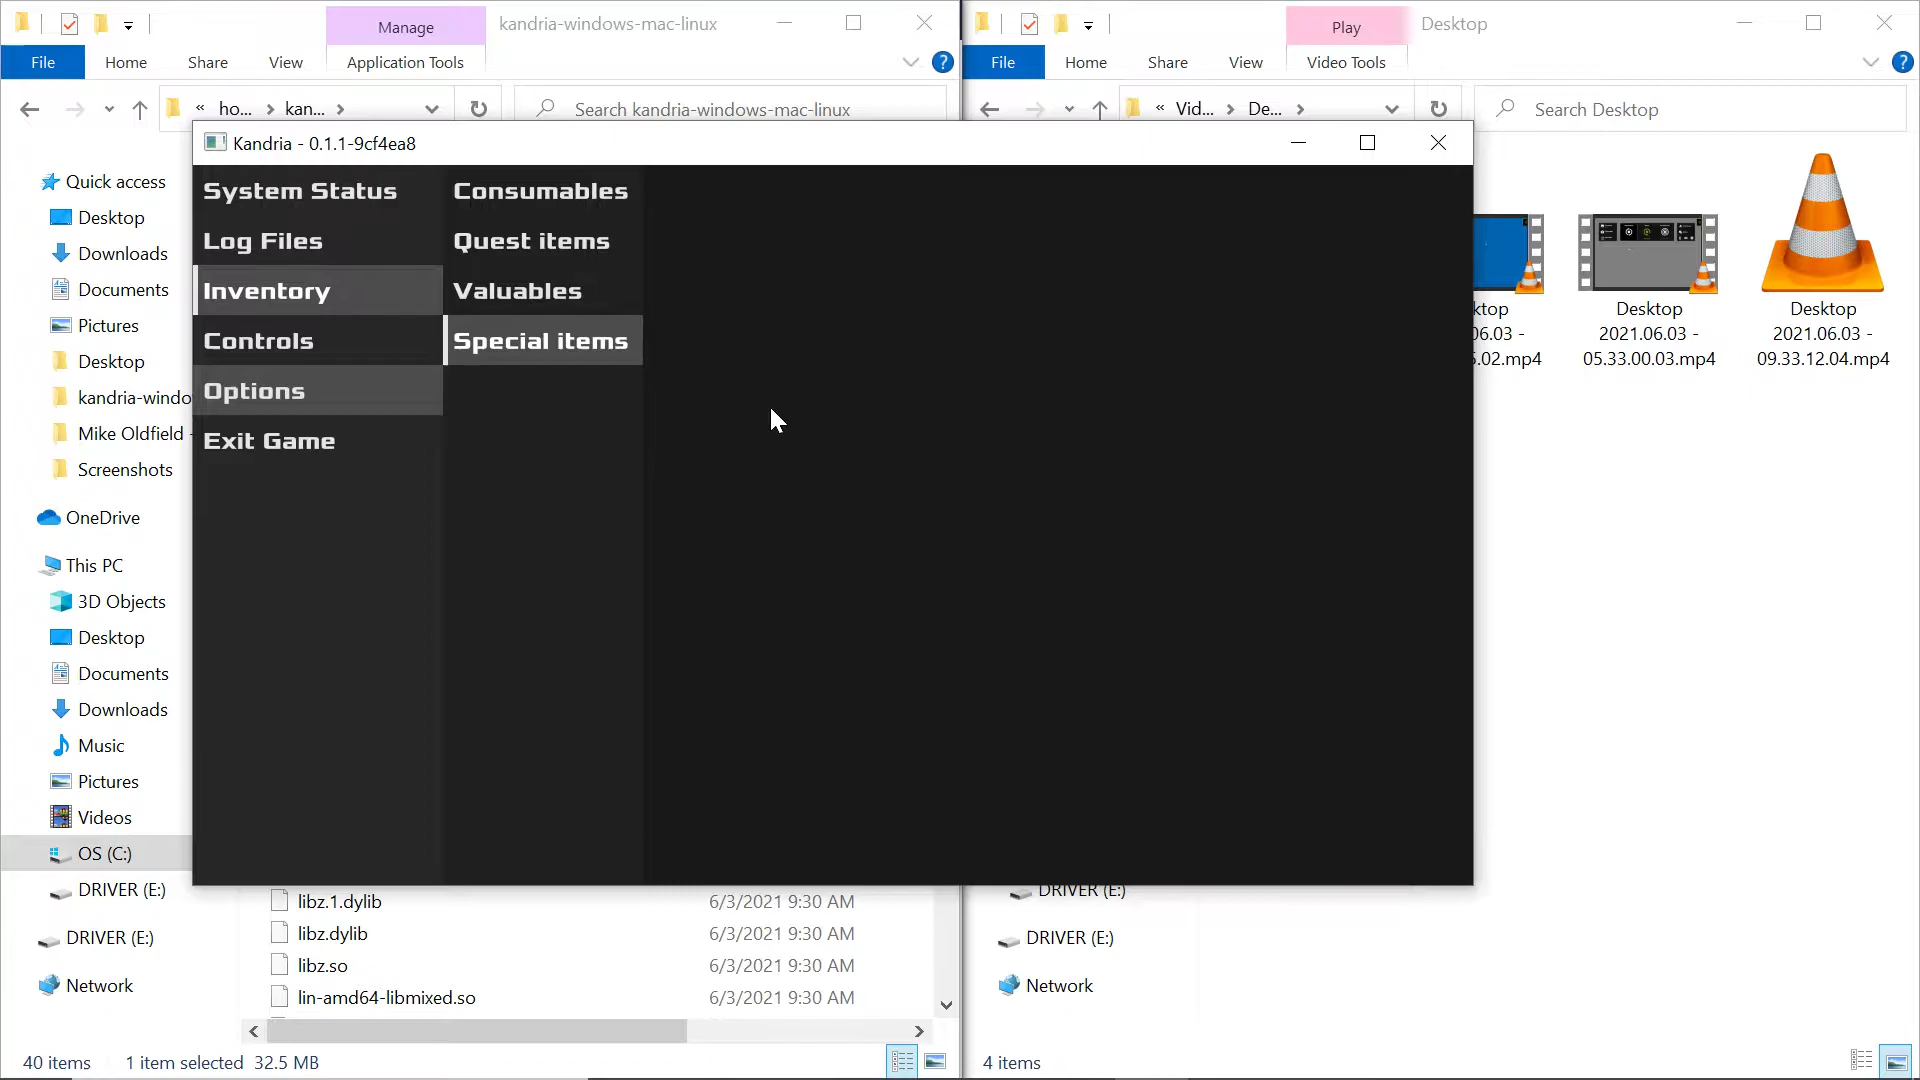 Manage
kandria-windows-mac-linux
File
Home
Share
View
Application Tools
?
« ho... > kan... >
Search kandria-windows-mac-linux
Play
Desktop
File
Home
Share
View
Video Tools
?
« Vid... > De... >
Search Desktop
Quick access
Desktop
Downloads
Documents
Pictures
Desktop
kandria-windo
Mike Oldfield -
Screenshots
OneDrive
This PC
3D Objects
Desktop
Documents
Downloads
Music
Pictures
Videos
OS (C:)
DRIVER (E:)
DRIVER (E:)
Network
Kandria - 0.1.1-9cf4ea8
System Status
Log Files
Inventory
Controls
Options
Exit Game
Consumables
Quest items
Valuables
Special items
ktop
06.03 -
5.02.mp4
Desktop
2021.06.03 -
05.33.00.03.mp4
Desktop
2021.06.03 -
09.33.12.04.mp4
libz.1.dylib 6/3/2021 9:30 AM
libz.dylib 6/3/2021 9:30 AM
libz.so 6/3/2021 9:30 AM
lin-amd64-libmixed.so 6/3/2021 9:30 AM
DRIVER (E:)
DRIVER (E:)
Network
40 items 1 item selected 32.5 MB
4 items